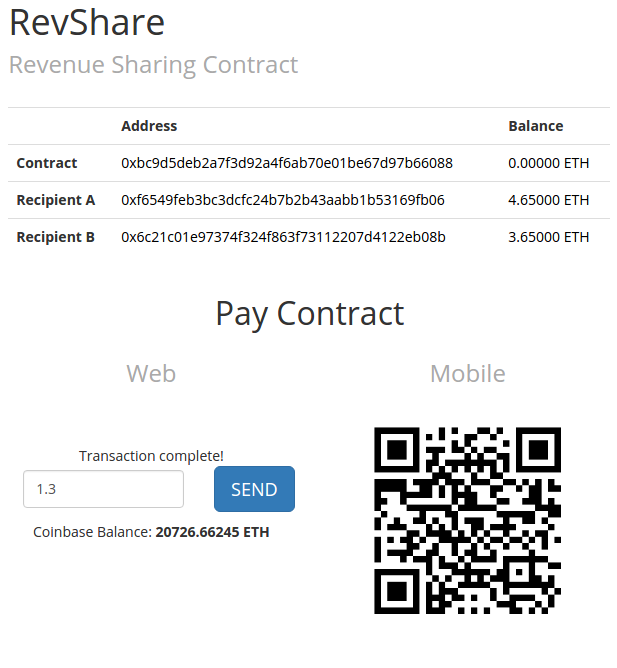 RevShare
Revenue Sharing Contract
Address Balance
Contract 0xbc9d5deb2a7f3d92a4f6ab70e01be67d97b66088 0.00000 ETH
Recipient A 0xf6549feb3bc3dcfc24b7b2b43aabb1b53169fb06 4.65000 ETH
Recipient B 0x6c21c01e97374f324f863f73112207d4122eb08b 3.65000 ETH
Pay Contract
Web Mobile
Transaction complete!
1.3 SEND
Coinbase Balance: 20726.66245 ETH